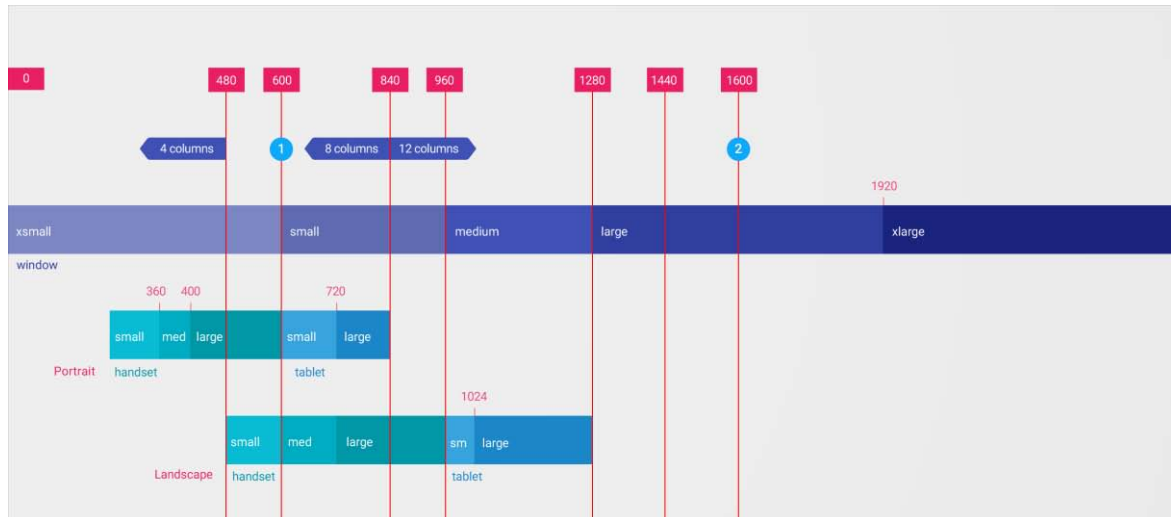 0 480 600 840 960 1280 1440 1600
4 columns 1 8 columns 12 columns 2
1920
xsmall small medium large xlarge
window
360 400 720
small med large small large
Portrait handset tablet
1024
small med large sm large
Landscape handset tablet